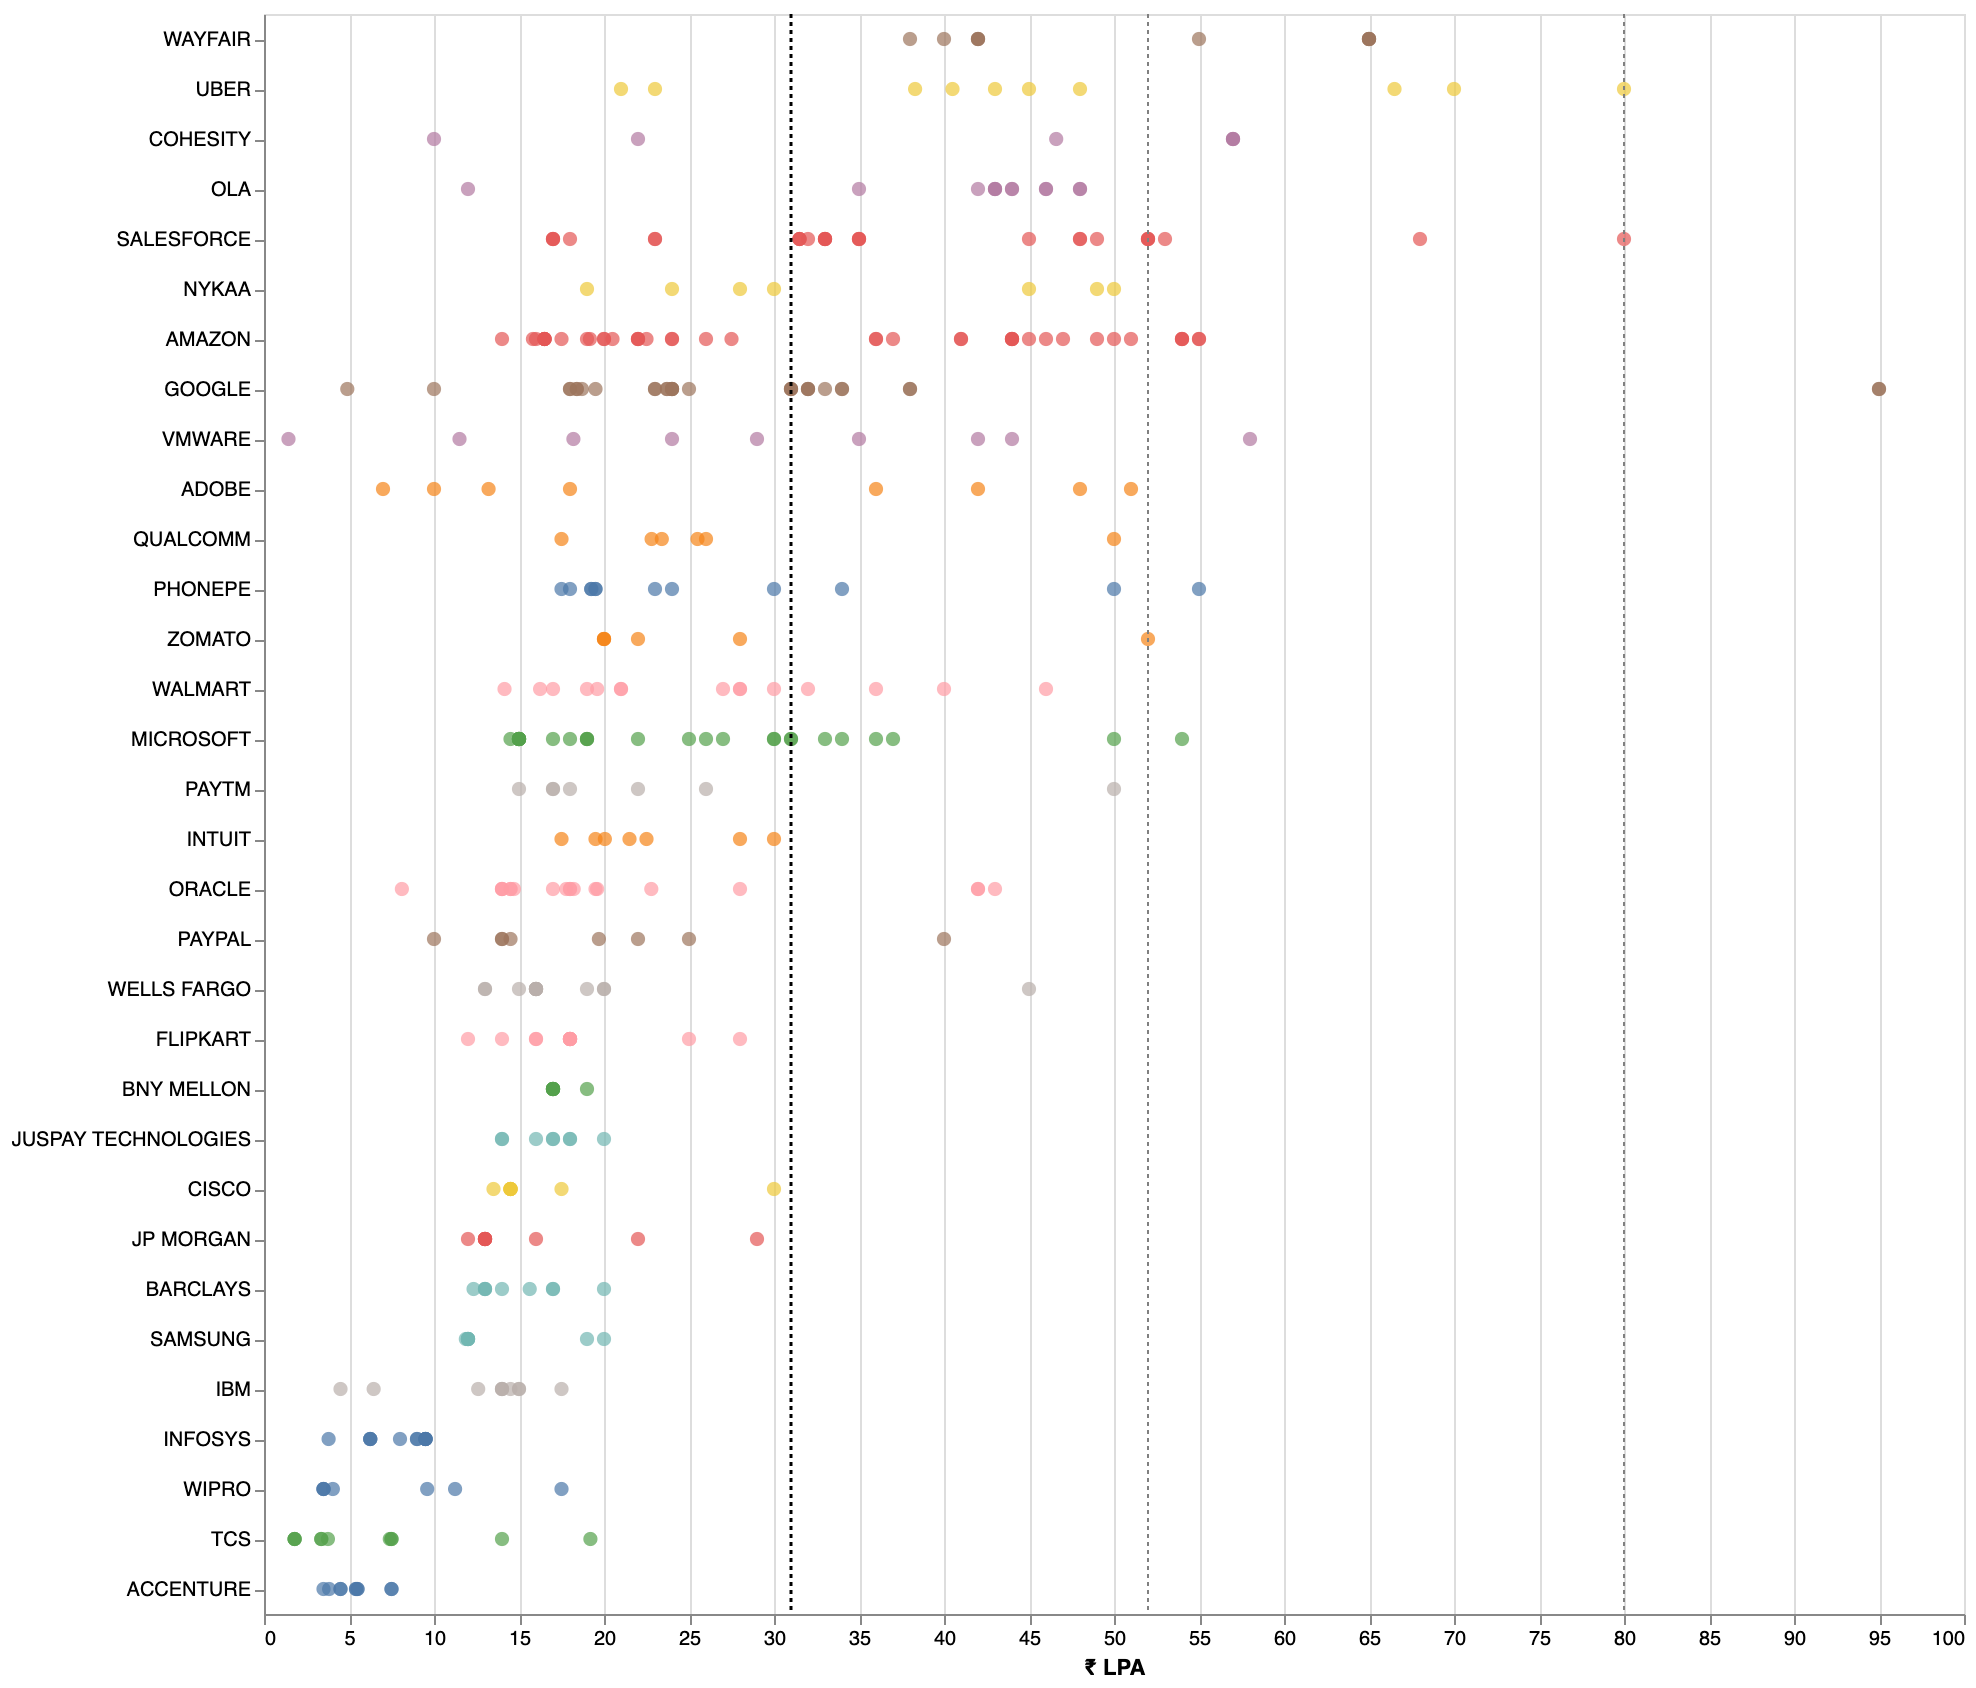 WAYFAIR
UBER
COHESITY
OLA
SALESFORCE
NYKAA
AMAZON
GOOGLE
VMWARE
ADOBE
QUALCOMM
PHONEPE
ZOMATO
WALMART
MICROSOFT
PAYTM
INTUIT
ORACLE
PAYPAL
WELLS FARGO
FLIPKART
BNY MELLON
JUSPAY TECHNOLOGIES
CISCO
JP MORGAN
BARCLAYS
SAMSUNG
IBM
INFOSYS
WIPRO
TCS
ACCENTURE
0 5 10 15 20 25 30 35 40 45 50 55 60 65 70 75 80 85 90 95 100
₹ LPA